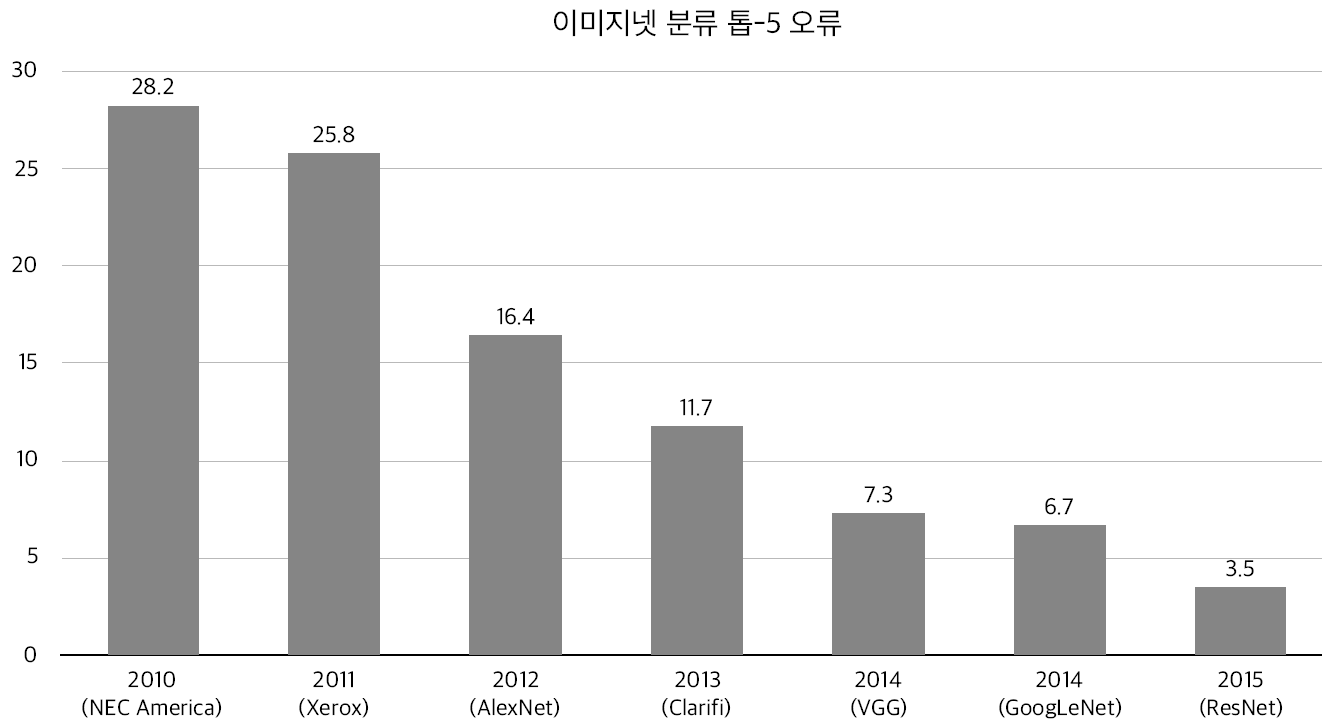 이미지넷 분류 톱-5 오류
30
25
20
15
10
5
0
28.2
25.8
16.4
11.7
7.3
6.7
3.5
2010
(NEC America)
2011
(Xerox)
2012
(AlexNet)
2013
(Clarifi)
2014
(VGG)
2014
(GoogLeNet)
2015
(ResNet)